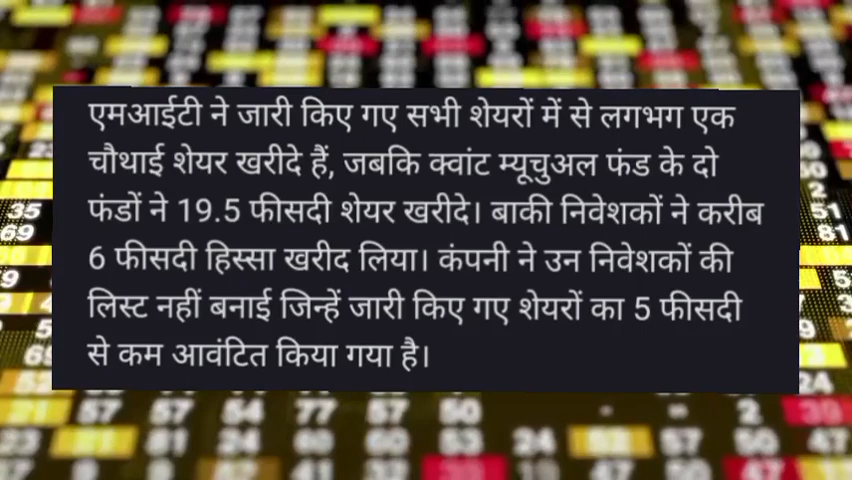 एमआईटी ने जारी किए गए सभी शेयरों में से लगभग एक
चौथाई शेयर खरीदे हैं, जबकि क्वांट म्यूचुअल फंड के दो
फंडों ने 19.5 फीसदी शेयर खरीदे। बाकी निवेशकों ने करीब
6 फीसदी हिस्सा खरीद लिया। कंपनी ने उन निवेशकों की
लिस्ट नहीं बनाई जिन्हें जारी किए गए शेयरों का 5 फीसदी
से कम आवंटित किया गया है।